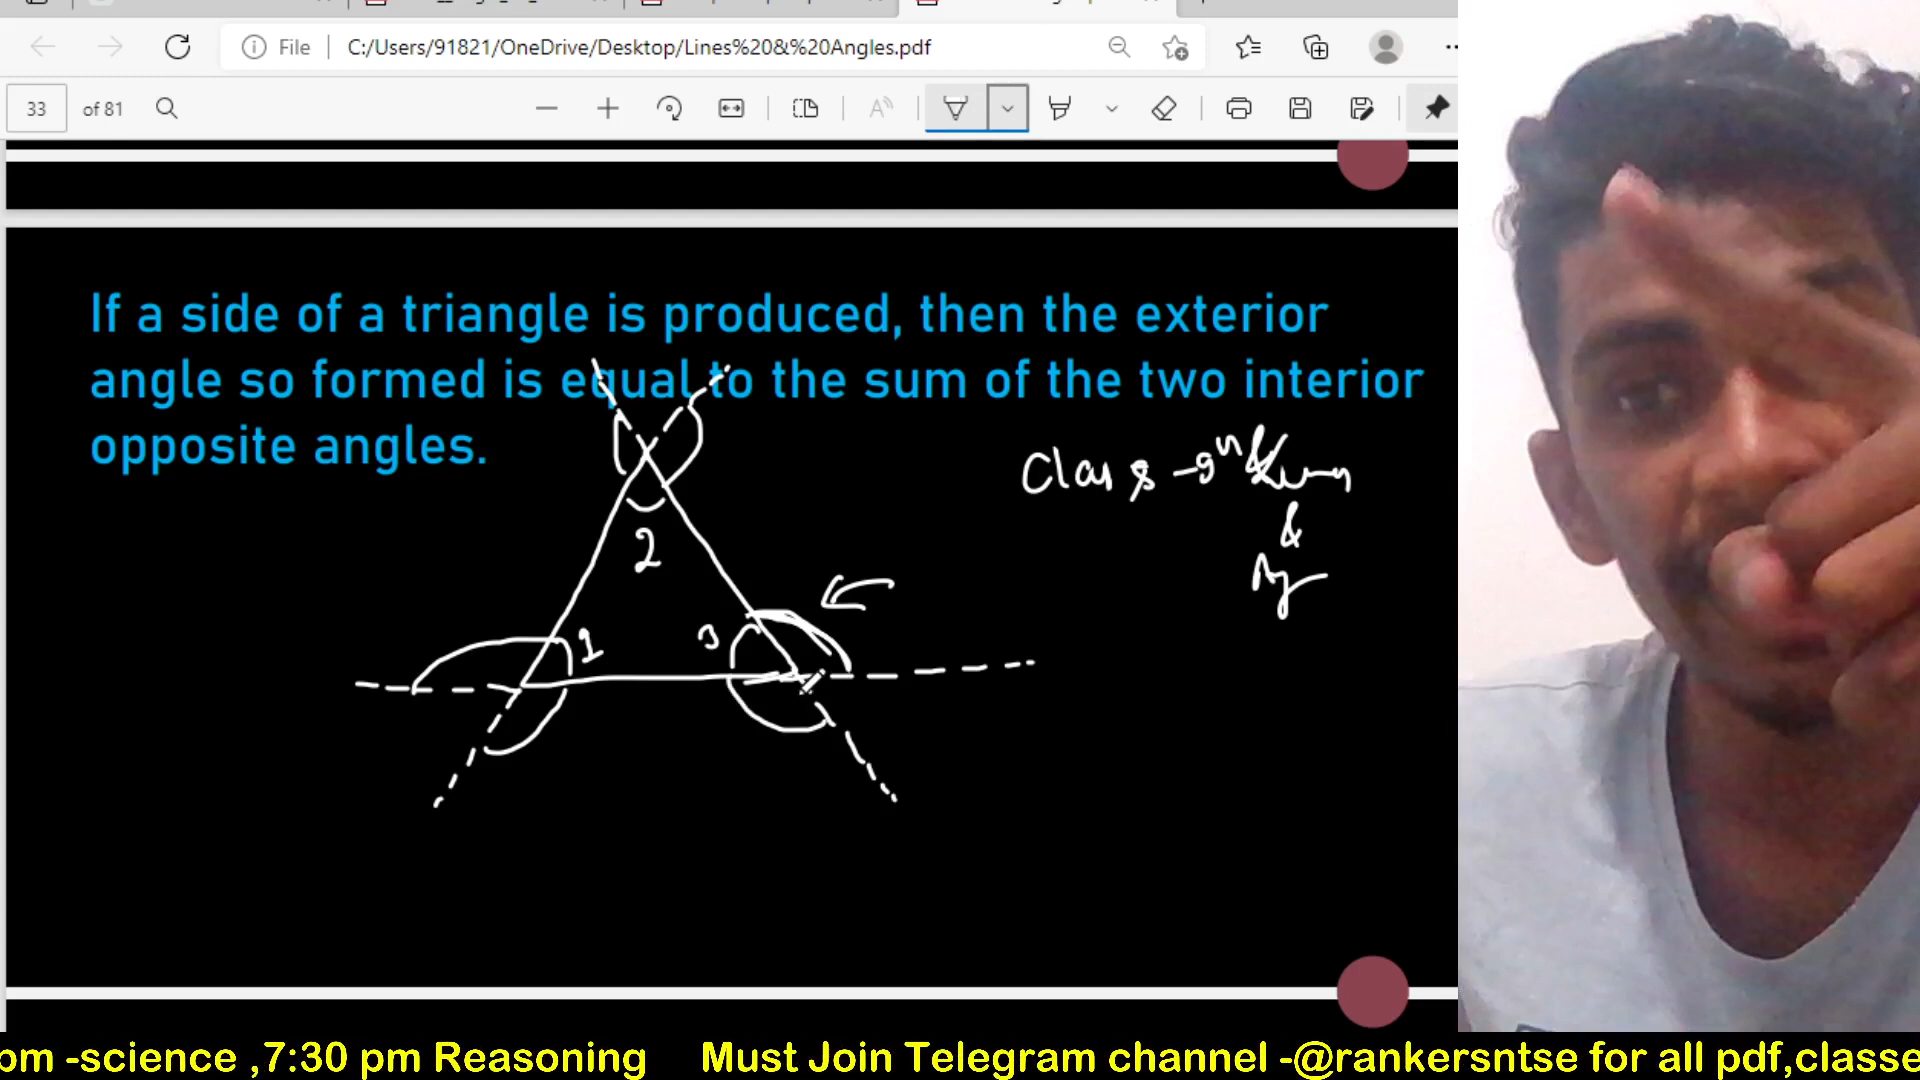 File
C:/Users/91821/OneDrive/Desktop/Lines%20&%20Angles.pdf
33 of 81
If a side of a triangle is produced, then the exterior
angle so formed is equal to the sum of the two interior
opposite angles.
Class
&
2
1
3
pm -science ,7:30 pm Reasoning Must Join Telegram channel -@rankersntse for all pdf,classe